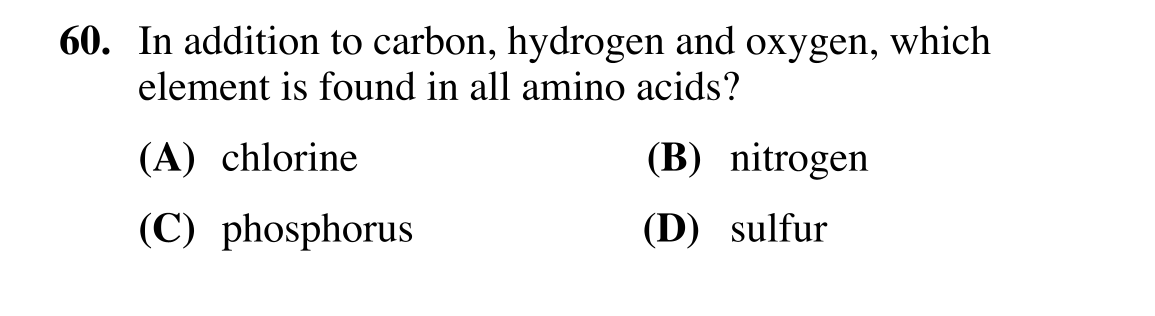 60. In addition to carbon, hydrogen and oxygen, which
element is found in all amino acids?
(A) chlorine (B) nitrogen
(C) phosphorus (D) sulfur